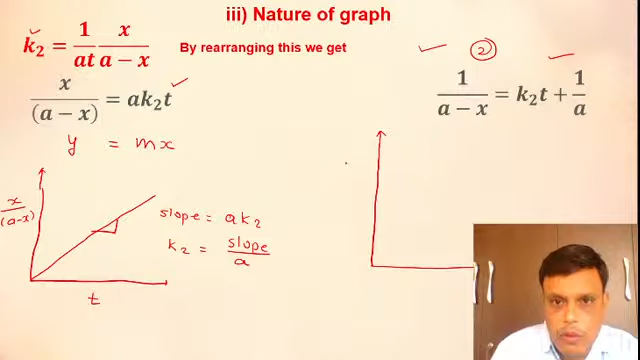 iii) Nature of graph
k₂ = 1/at x/a − x
By rearranging this we get
x/(a − x) = ak₂t
y = mx
x/(a-x)
slope = ak₂
k₂ = slope/a
t
②
1/a − x = k₂t + 1/a